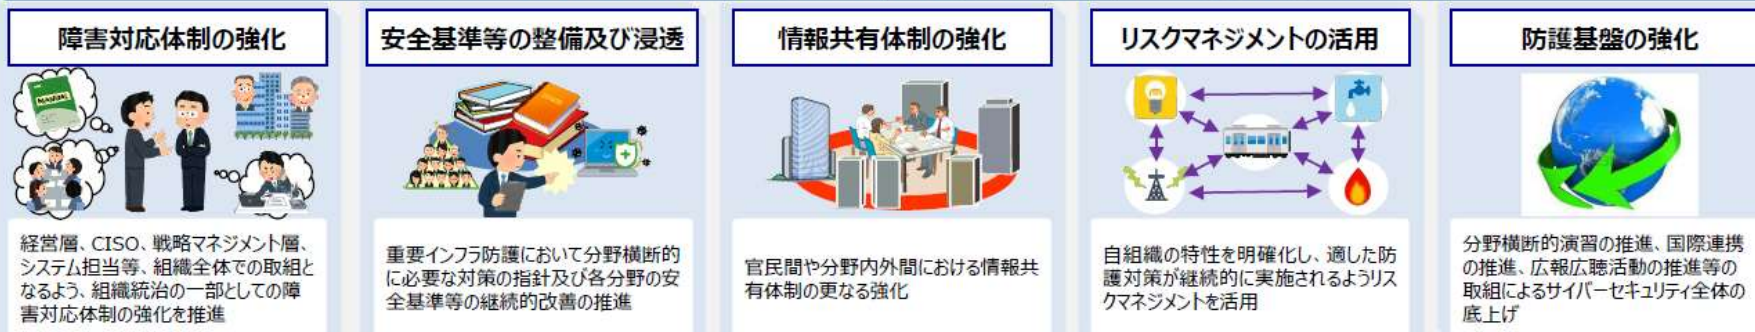 障害対応体制の強化
MANUAL
経営層、CISO、戦略マネジメント層、
システム担当等、組織全体での取組と
なるよう、組織統治の一部としての障
害対応体制の強化を推進
安全基準等の整備及び浸透
重要インフラ防護において分野横断的
に必要な対策の指針及び各分野の安
全基準等の継続的改善の推進
情報共有体制の強化
官民間や分野内外間における情報共
有体制の更なる強化
リスクマネジメントの活用
自組織の特性を明確化し、適した防
護対策が継続的に実施されるようリス
クマネジメントを活用
防護基盤の強化
分野横断的演習の推進、国際連携
の推進、広報広聴活動の推進等の
取組によるサイバーセキュリティ全体の
底上げ